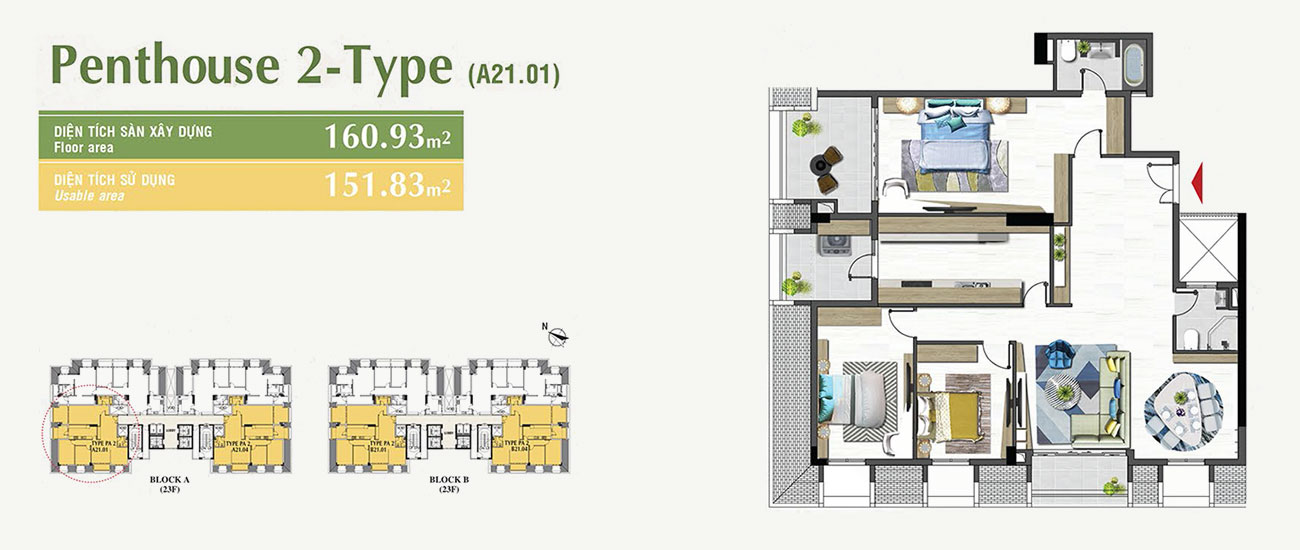 Penthouse 2-Type (A21.01)
DIỆN TÍCH SÀN XÂY DỰNG
Floor area
160.93m2
DIỆN TÍCH SỬ DỤNG
Usable area
151.83m2
N
TYPE PA 2
A21.01
TYPE PA 2
A21.04
BLOCK A
(23F)
TYPE PA 2
B21.01
TYPE PA 2
B21.04
BLOCK B
(23F)